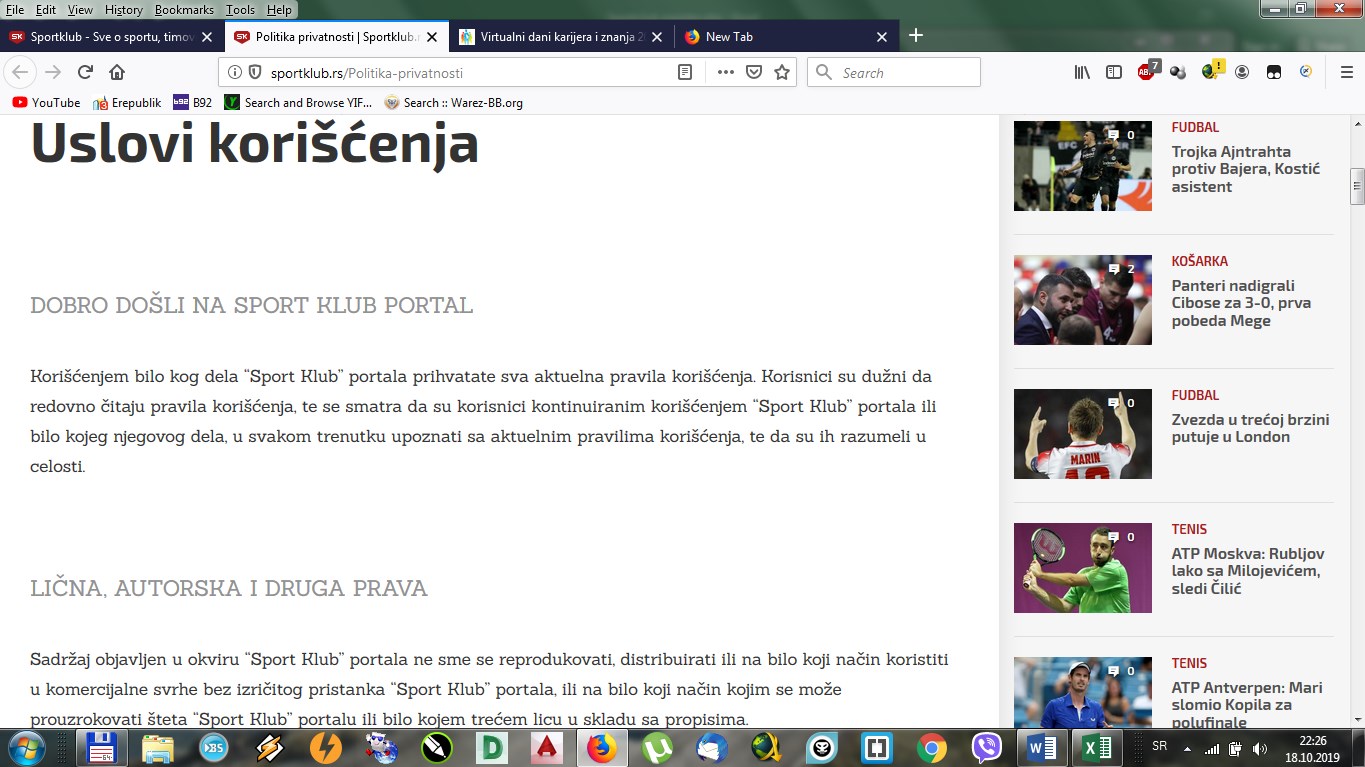 File Edit View History Bookmarks Tools Help
Sportklub - Sve o sportu, timov
Politika privatnosti | Sportklub.r
Virtualni dani karijera i znanja 2
New Tab
sportklub.rs/Politika-privatnosti
Search
ABP 7
YouTube Erepublik B92 Search and Browse YIF... Search :: Warez-BB.org
Uslovi korišćenja
DOBRO DOŠLI NA SPORT KLUB PORTAL
Korišćenjem bilo kog dela “Sport Klub” portala prihvatate sva aktuelna pravila korišćenja. Korisnici su dužni da
redovno čitaju pravila korišćenja, te se smatra da su korisnici kontinuiranim korišćenjem “Sport Klub” portala ili
bilo kojeg njegovog dela, u svakom trenutku upoznati sa aktuelnim pravilima korišćenja, te da su ih razumeli u
celosti.
LIČNA, AUTORSKA I DRUGA PRAVA
Sadržaj objavljen u okviru “Sport Klub” portala ne sme se reprodukovati, distribuirati ili na bilo koji način koristiti
u komercijalne svrhe bez izričitog pristanka “Sport Klub” portala, ili na bilo koji način kojim se može
prouzrokovati šteta “Sport Klub” portalu ili bilo kojem trećem licu u skladu sa propisima.
0
FUDBAL
Trojka Ajntrahta
protiv Bajera, Kostić
asistent
2
KOŠARKA
Panteri nadigrali
Cibose za 3-0, prva
pobeda Mege
0
MARIN
FUDBAL
Zvezda u trećoj brzini
putuje u London
0
TENIS
ATP Moskva: Rubljov
lako sa Milojevićem,
sledi Čilić
0
TENIS
ATP Antverpen: Mari
slomio Kopila za
polufinale
SR
22:26
18.10.2019